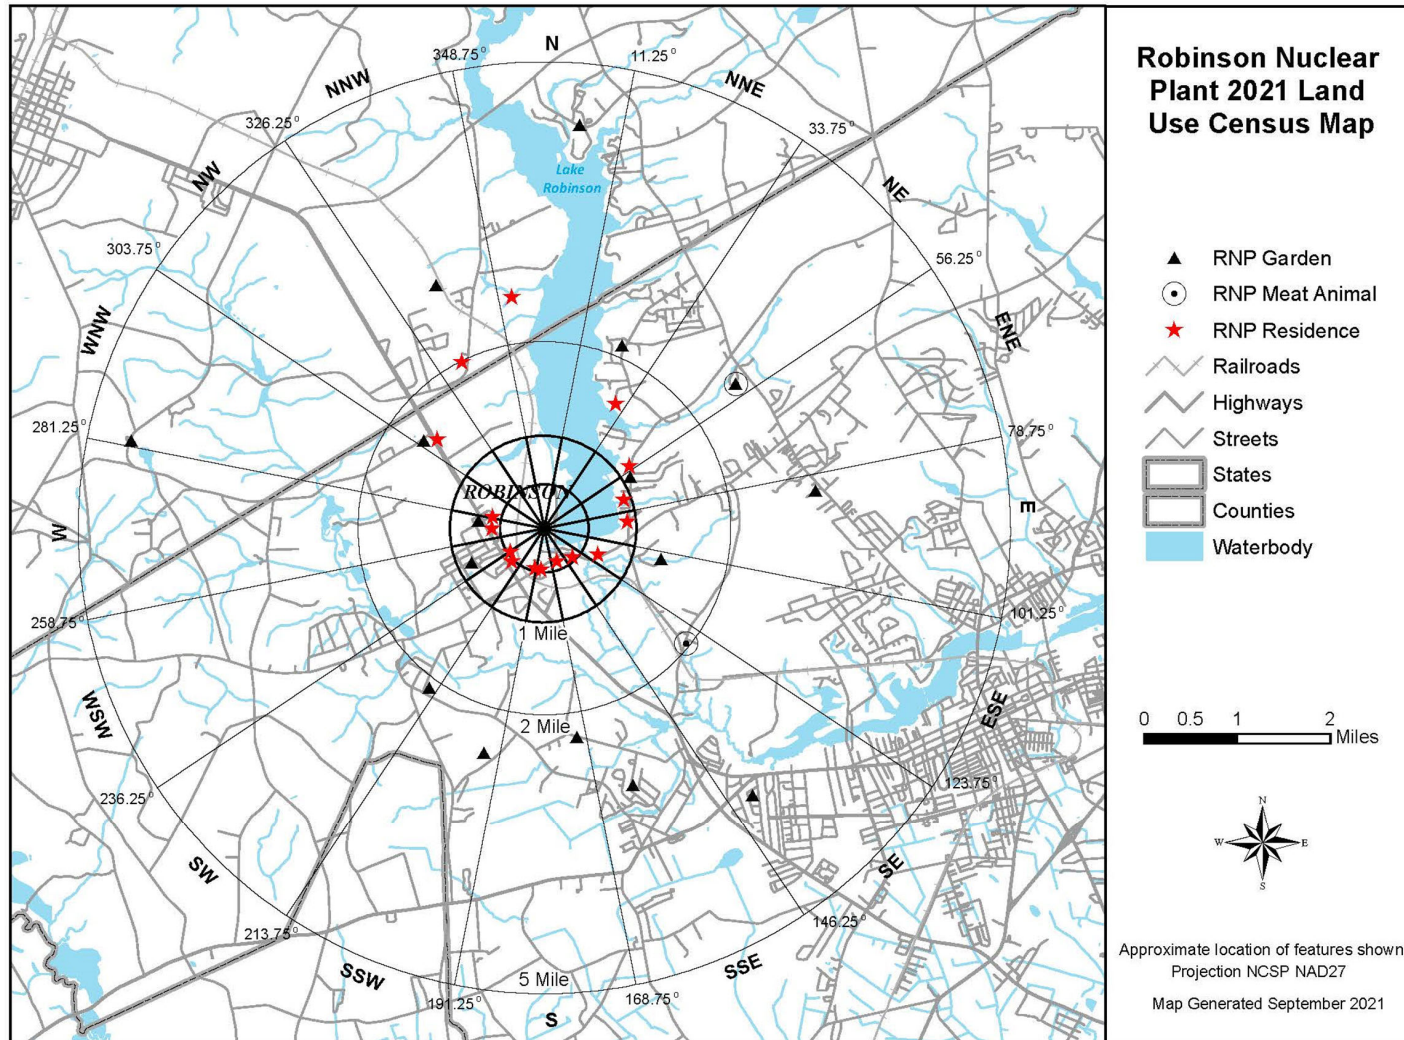 N
348.75°
11.25°
NNW
NNE
326.25°
33.75°
NW
NE
Lake
Robinson
303.75°
56.25°
WNW
ENE
281.25°
78.75°
ROBINSON
W
E
258.75°
101.25°
1 Mile
WSW
ESE
2 Mile
236.25°
123.75°
SW
SE
213.75°
146.25°
SSW
SSE
5 Mile
191.25°
168.75°
S
Robinson Nuclear
Plant 2021 Land
Use Census Map
RNP Garden
RNP Meat Animal
RNP Residence
Railroads
Highways
Streets
States
Counties
Waterbody
0 0.5 1 2
Miles
N
W E
S
Approximate location of features shown
Projection NCSP NAD27
Map Generated September 2021